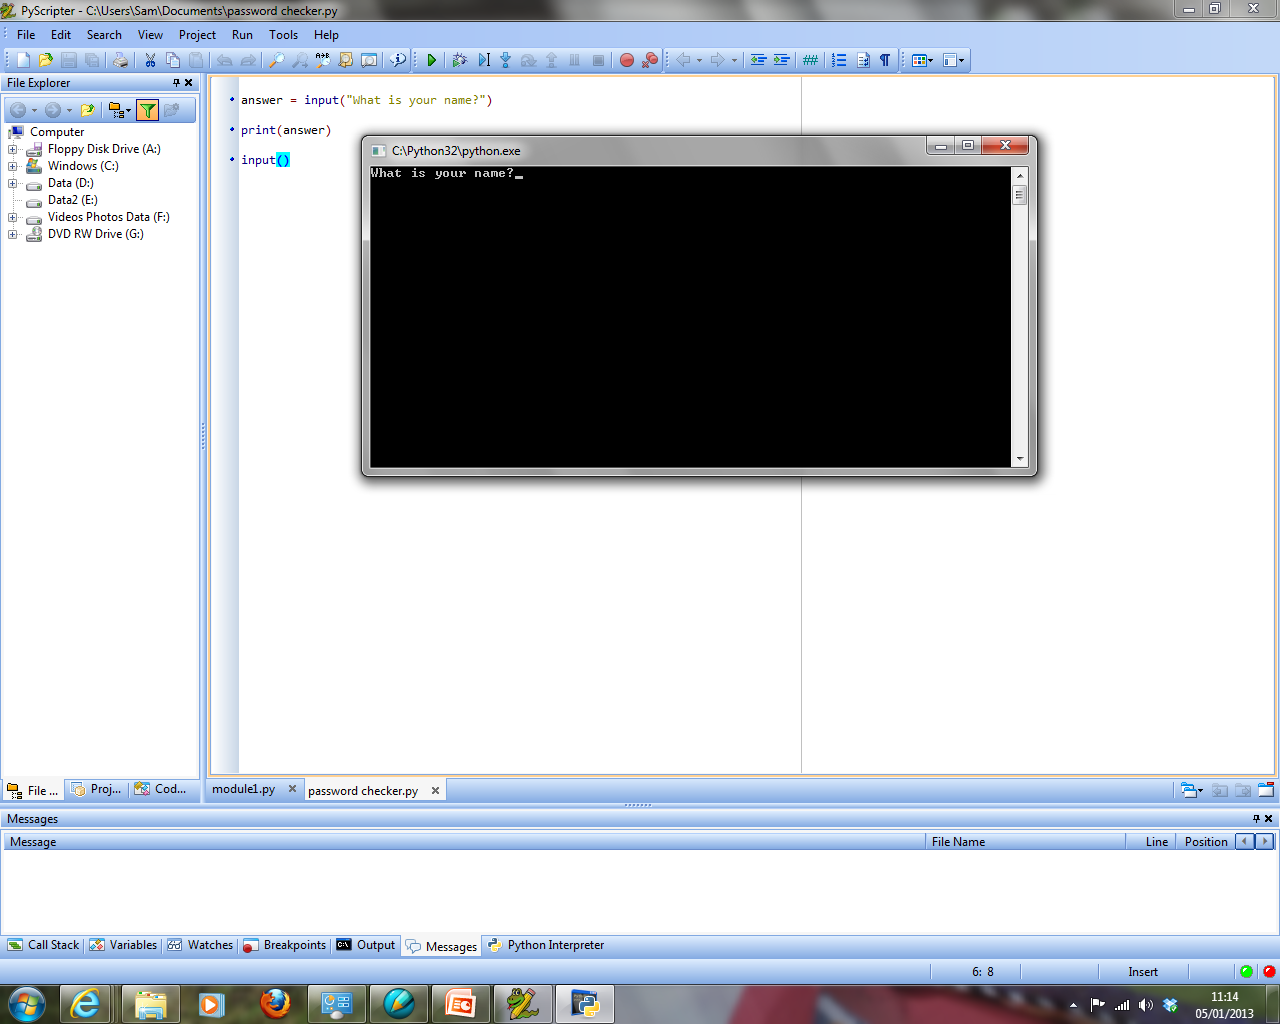 PyScripter - C:\Users\Sam\Documents\password checker.py
File Edit Search View Project Run Tools Help
File Explorer
Computer
Floppy Disk Drive (A:)
Windows (C:)
Data (D:)
Data2 (E:)
Videos Photos Data (F:)
DVD RW Drive (G:)
answer = input("What is your name?")
print(answer)
input()
C:\Python32\python.exe
What is your name?_
File ... Proj... Cod...
module1.py password checker.py
Messages
Message File Name Line Position
Call Stack Variables Watches Breakpoints Output Messages Python Interpreter
6: 8 Insert
11:14
05/01/2013